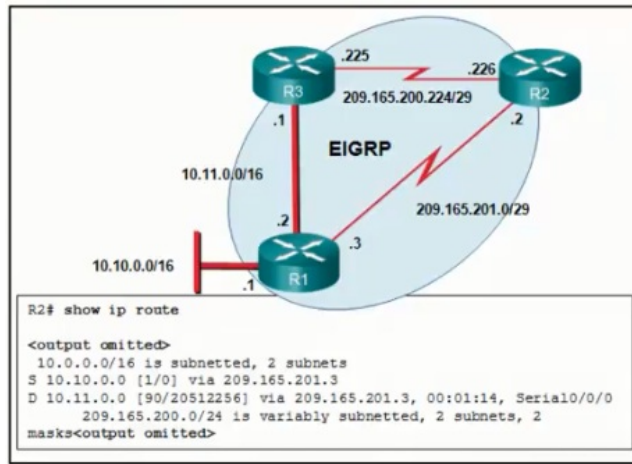 .225
.226
R3
R2
209.165.200.224/29
.1
.2
EIGRP
10.11.0.0/16
209.165.201.0/29
.2
.3
10.10.0.0/16
R1
.1
R2# show ip route
<output omitted>
10.0.0.0/16 is subnetted, 2 subnets
S 10.10.0.0 [1/0] via 209.165.201.3
D 10.11.0.0 [90/20512256] via 209.165.201.3, 00:01:14, Serial0/0/0
209.165.200.0/24 is variably subnetted, 2 subnets, 2
masks<output omitted>